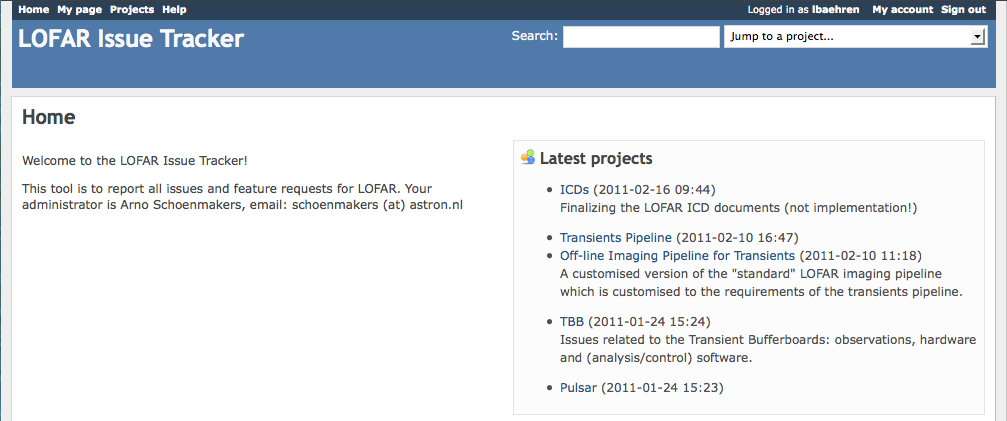 Home My page Projects Help Logged in as lbaehren My account Sign out
LOFAR Issue Tracker Search: Jump to a project...
Home
Welcome to the LOFAR Issue Tracker!
This tool is to report all issues and feature requests for LOFAR. Your
administrator is Arno Schoenmakers, email: schoenmakers (at) astron.nl
Latest projects
ICDs (2011-02-16 09:44)
Finalizing the LOFAR ICD documents (not implementation!)
Transients Pipeline (2011-02-10 16:47)
Off-line Imaging Pipeline for Transients (2011-02-10 11:18)
A customised version of the "standard" LOFAR imaging pipeline
which is customised to the requirements of the transients pipeline.
TBB (2011-01-24 15:24)
Issues related to the Transient Bufferboards: observations, hardware
and (analysis/control) software.
Pulsar (2011-01-24 15:23)